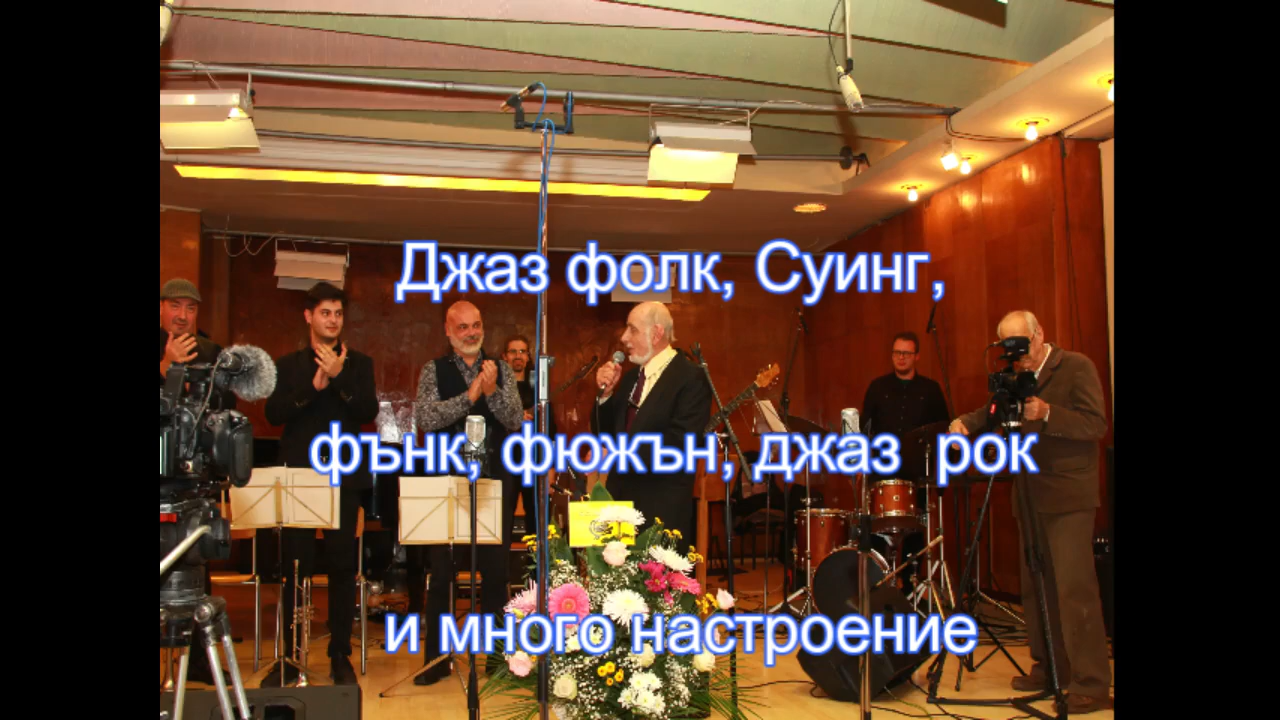 Джаз фолк, Суинг,
фънк, фюжън, джаз  рок
и много настроение